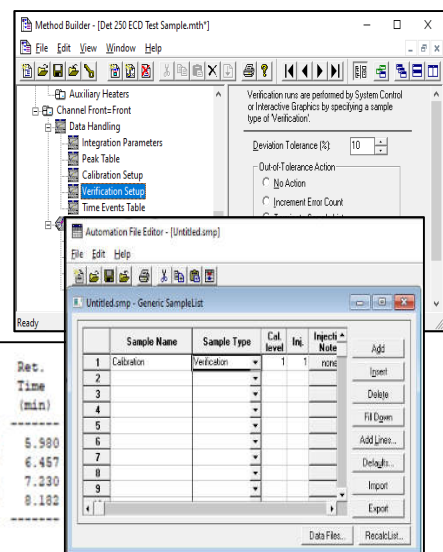 Method Builder - [Det 250 ECD Test Sample.mth*]
File Edit View Window Help
Auxiliary Heaters
Channel Front=Front
Data Handling
Integration Parameters
Peak Table
Calibration Setup
Verification Setup
Time Events Table
Verification runs are performed by System Control
or Interactive Graphics by specifying a sample
type of 'Verification'.
Deviation Tolerance (%): 10
Out-of-Tolerance Action
No Action
Increment Error Count
Ready
Automation File Editor - [Untitled.smp]
File Edit Help
Untitled.smp - Generic SampleList
Sample Name Sample Type Cal. level Inj. Injecti Note
1 Calibration Verification 1 1 none
2
3
4
5
6
7
8
9
Add
Insert
Delete
Fill Down
Add Lines...
Defaults...
Import
Export
Data Files... RecalcList...
Ret.
Time
(min)
-------
5.980
6.457
7.230
8.182
-------